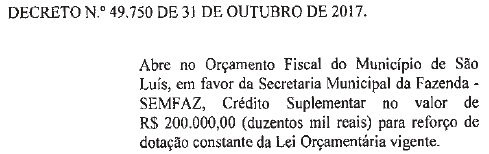 DECRETO N.º 49.750 DE 31 DE OUTUBRO DE 2017.
Abre no Orçamento Fiscal do Município de São
Luís, em favor da Secretaria Municipal da Fazenda -
SEMFAZ, Crédito Suplementar no valor de
R$ 200.000,00 (duzentos mil reais) para reforço de
dotação constante da Lei Orçamentária vigente.